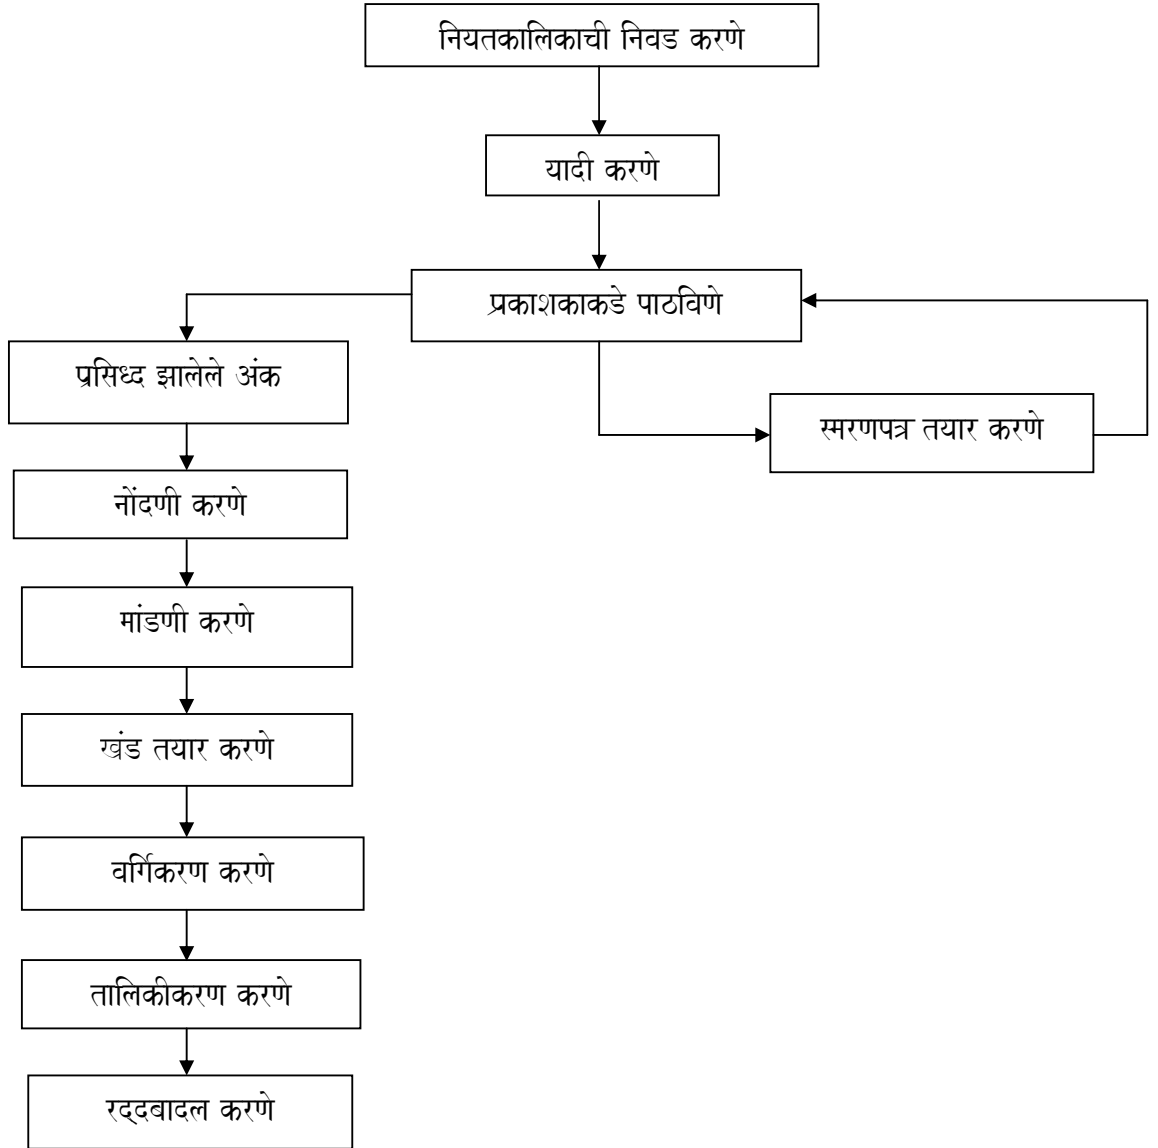 नियतकालिकाची निवड करणे
यादी करणे
प्रकाशकाकडे पाठविणे
प्रसिध्द झालेले अंक
स्मरणपत्र तयार करणे
नोंदणी करणे
मांडणी करणे
खंड तयार करणे
वर्गिकरण करणे
तालिकीकरण करणे
रद्दबादल करणे